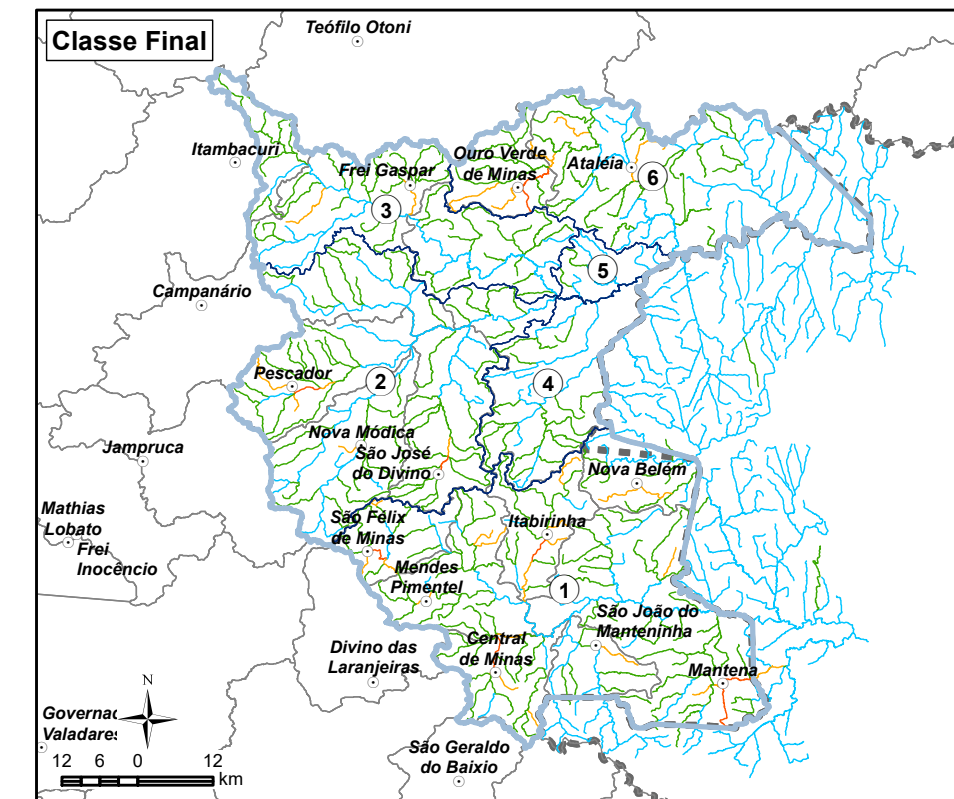 Classe Final
Teófilo Otoni
Itambacuri
Frei Gaspar
Ouro Verde
de Minas
Ataléia
6
3
5
Campanário
Pescador
2
4
Nova Módica
São José
do Divino
Jampruca
Nova Belém
Mathias
Lobato
Frei
Inocêncio
São Félix
de Minas
Itabirinha
Mendes
Pimentel
1
São João do
Manteninha
Divino das
Laranjeiras
Central
de Minas
Mantena
N
Governad
Valadares
São Geraldo
do Baixio
12 6 0 12
km